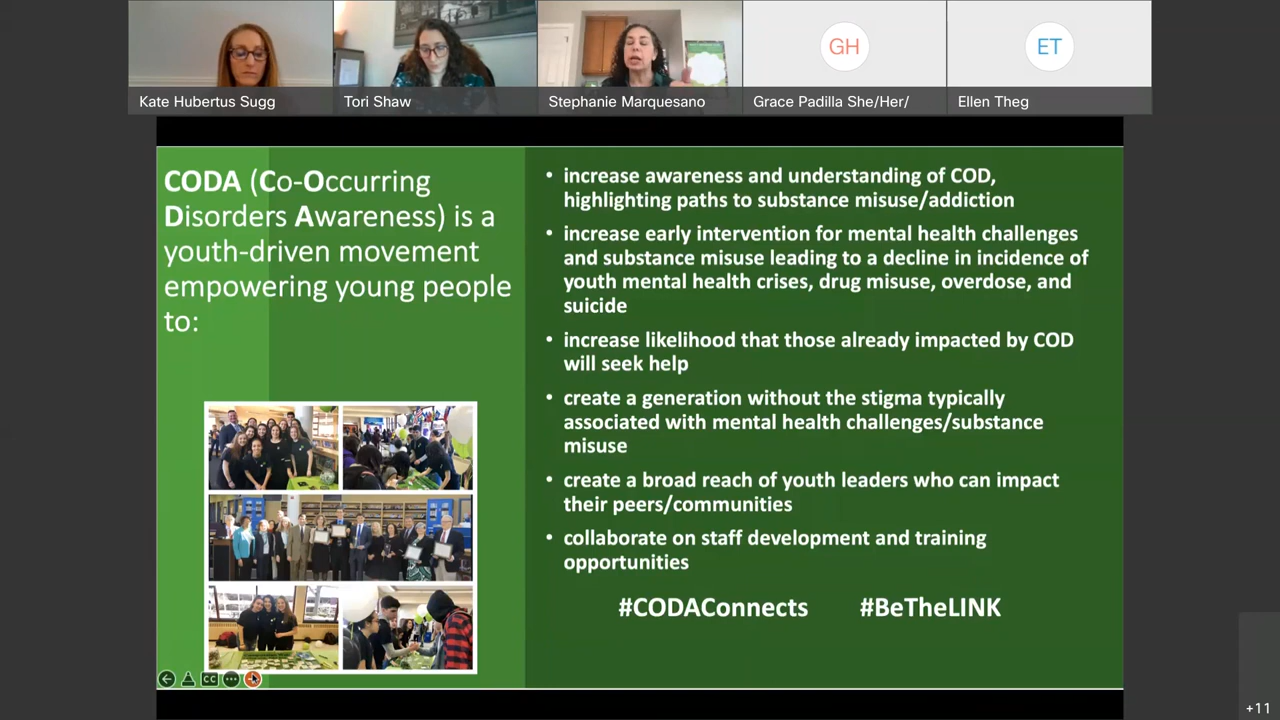 GH
ET
Kate Hubertus Sugg
Tori Shaw
Stephanie Marquesano
Grace Padilla She/Her/
Ellen Theg
CODA (Co-Occurring
Disorders Awareness) is a
youth-driven movement
empowering young people
to:
• increase awareness and understanding of COD,
highlighting paths to substance misuse/addiction
• increase early intervention for mental health challenges
and substance misuse leading to a decline in incidence of
youth mental health crises, drug misuse, overdose, and
suicide
• increase likelihood that those already impacted by COD
will seek help
• create a generation without the stigma typically
associated with mental health challenges/substance
misuse
• create a broad reach of youth leaders who can impact
their peers/communities
• collaborate on staff development and training
opportunities
#CODAConnects #BeTheLINK
CC
+11